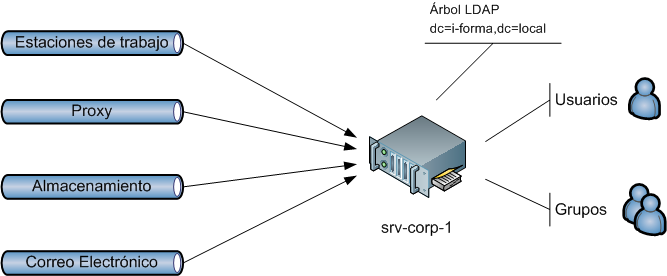 Árbol LDAP
dc=i-forma,dc=local
Estaciones de trabajo
Proxy
Almacenamiento
Correo Electrónico
srv-corp-1
Usuarios
Grupos